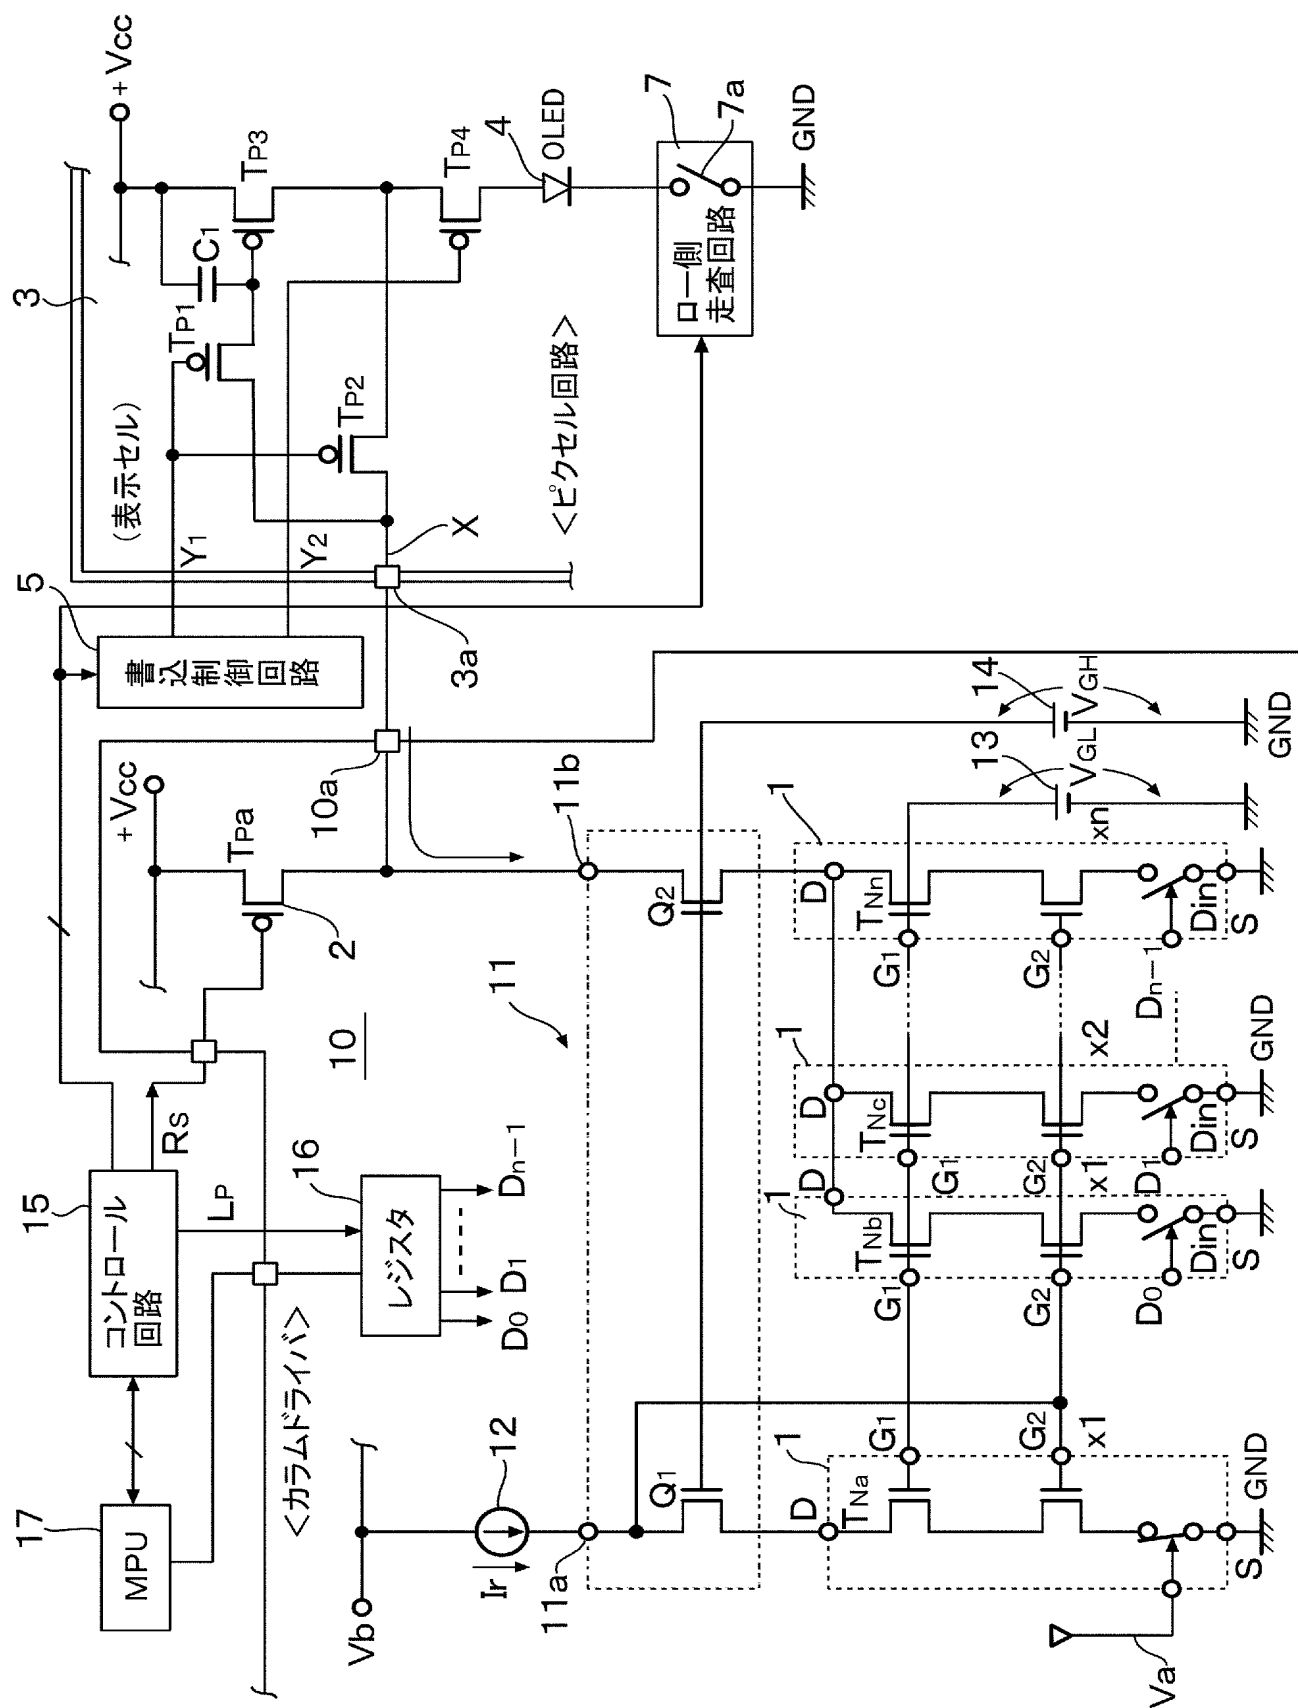 17
MPU
15
コントロール
回路
RS
LP
16
レジスタ
D0
D1
Dn−1
<カラムドライバ>
10
5
書込制御回路
Y1
Y2
(表示セル)
3
+Vcc
TP1
C1
TP3
TP2
TP4
4
OLED
X
<ピクセル回路>
3a
7
ロー側
走査回路
7a
GND
+Vcc
TPa
2
10a
11b
11
Vb
12
Ir
11a
Q1
Q2
13
VGL
14
VGH
GND
1
D
TNa
G1
G2
x1
S
GND
Va
1
D
TNb
G1
G2
x1
D0
Din
S
1
D
TNc
G1
G2
x2
D1
Din
S
GND
1
D
TNn
G1
G2
xn
Dn−1
Din
S